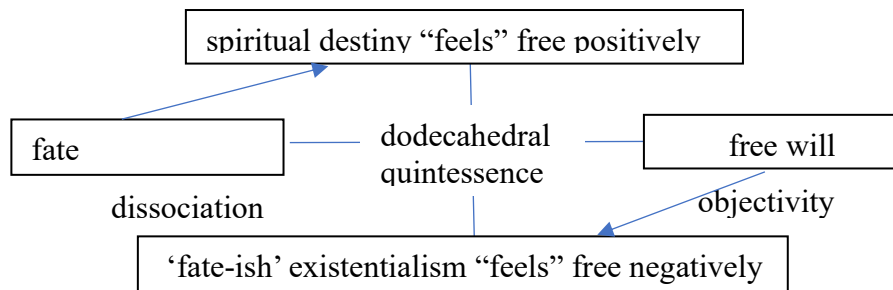 spiritual destiny “feels” free positively
fate
dodecahedral
quintessence
free will
dissociation
objectivity
‘fate-ish’ existentialism “feels” free negatively